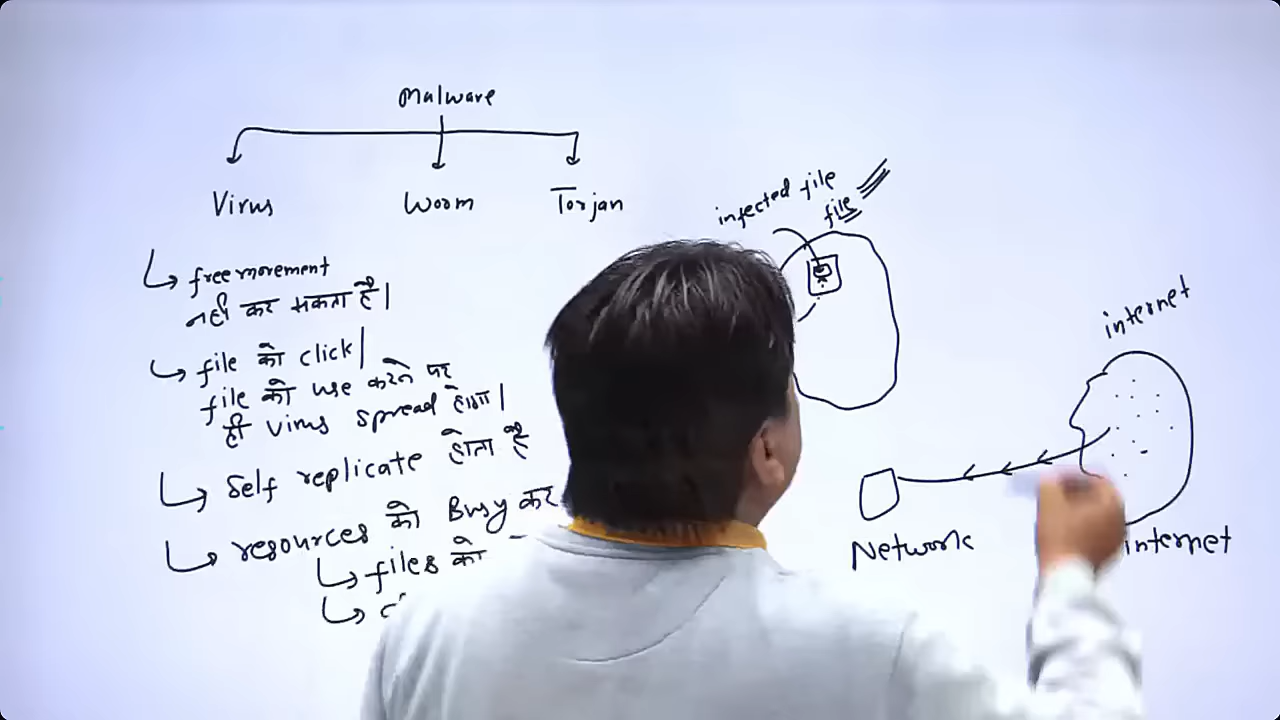 Malware
Virus
Worm
Torjan
free movement
नहीं कर सकता है।
file को click|
file को use करने पर
ही virus spread होगा।
Self replicate होता है
resources को Busy कर
files को
infected file
file
internet
Network
internet